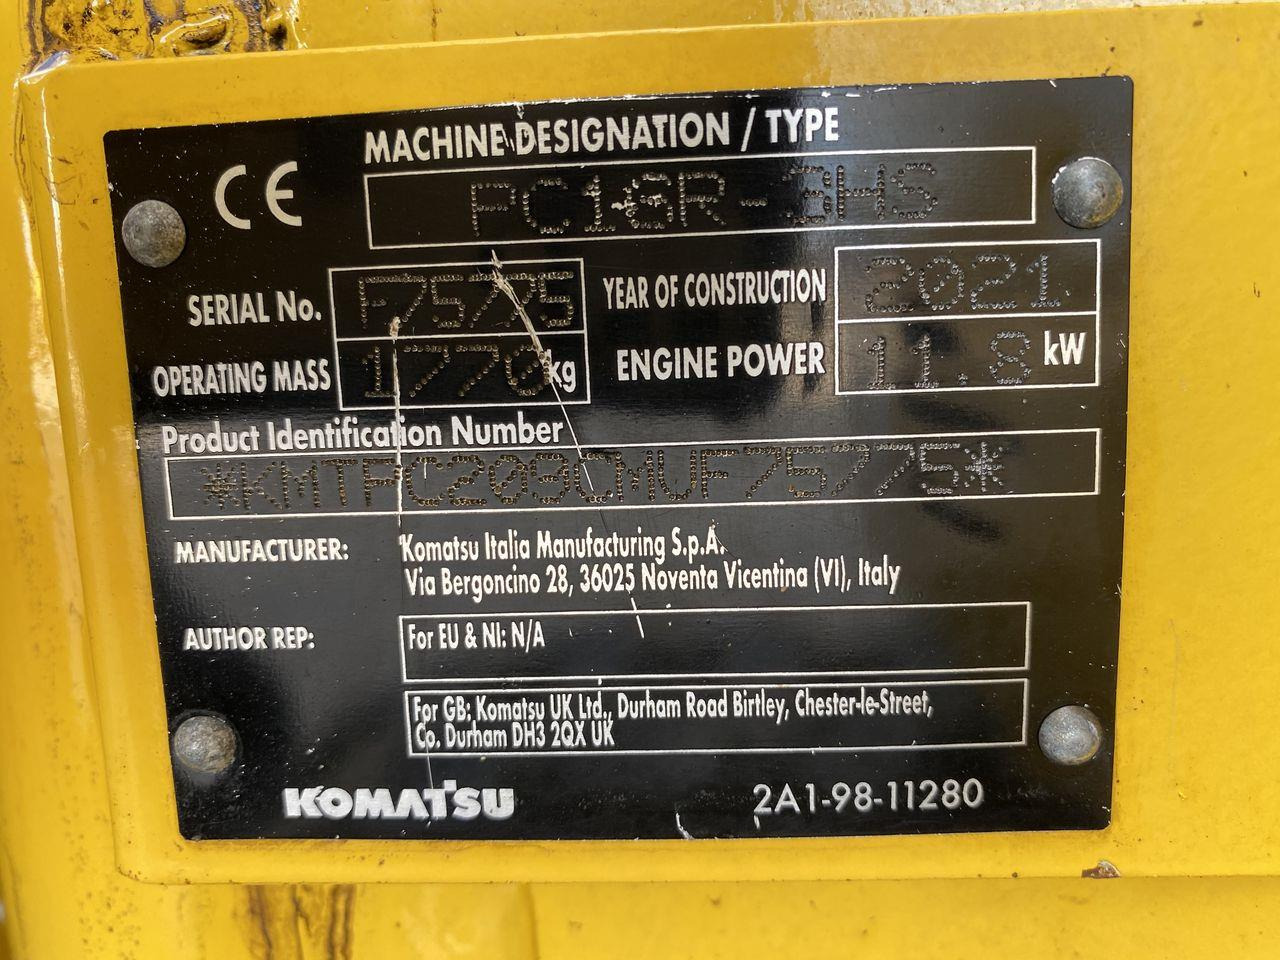 MACHINE DESIGNATION / TYPE
CE
PC18R-3HS
SERIAL No.
F75775
YEAR OF CONSTRUCTION
2021
OPERATING MASS
1770 kg
ENGINE POWER
11.8 kW
Product Identification Number
*KMTPC200CMUF75775*
MANUFACTURER:
Komatsu Italia Manufacturing S.p.A.
Via Bergoncino 28, 36025 Noventa Vicentina (VI), Italy
AUTHOR REP:
For EU & NI: N/A
For GB: Komatsu UK Ltd., Durham Road Birtley, Chester-le-Street,
Co. Durham DH3 2QX UK
KOMATSU
2A1-98-11280